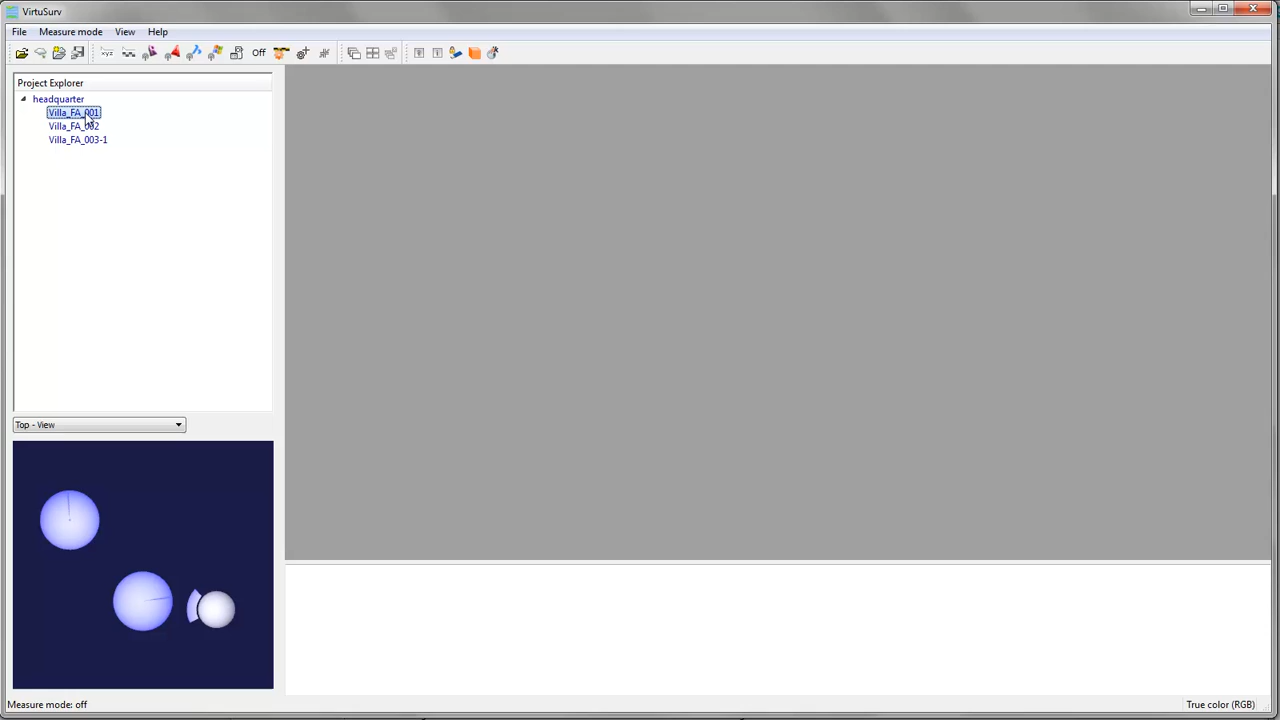 VirtuSurv
File Measure mode View Help
xyz Off
Project Explorer
headquarter
Villa_FA_001
Villa_FA_002
Villa_FA_003-1
Top - View
Measure mode: off
True color (RGB)